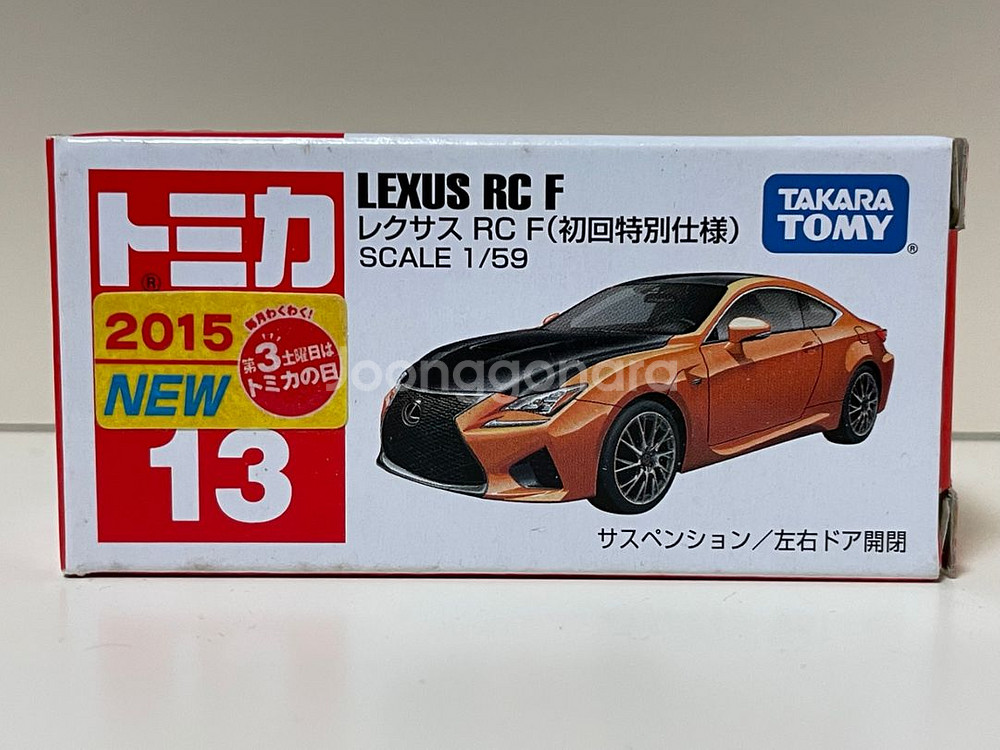 LEXUS RC F
レクサス RC F(初回特別仕様)
SCALE 1/59
TAKARA
TOMY
®
トミカ
®
2015
NEW
毎月わくわく!
第3土曜日は
トミカの日
13
joonggonara
サスペンション/左右ドア開閉